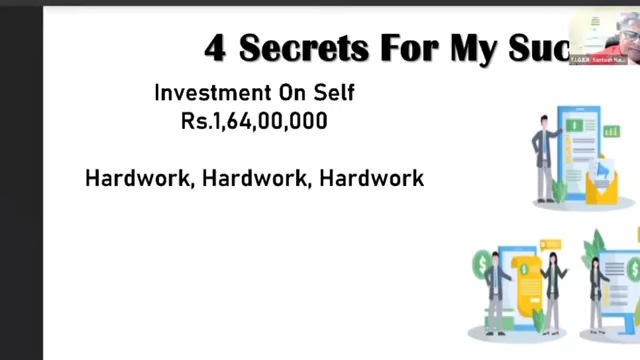 4 Secrets For My Suc
Investment On Self
Rs.1,64,00,000
Hardwork, Hardwork, Hardwork